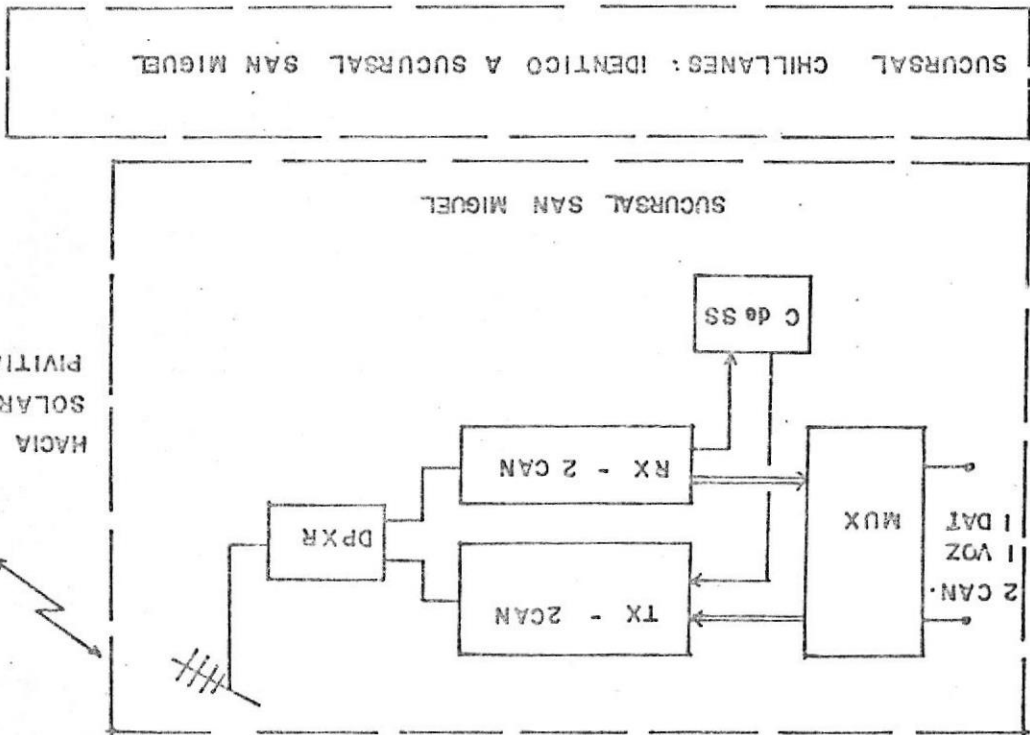 2 CAN.
1 VOZ
1 DAT
MUX
TX - 2CAN
RX - 2 CAN
DPXR
C de SS
HACIA
SOLAR
PIVITI
SUCURSAL SAN MIGUEL
SUCURSAL CHILLANES: IDENTICO A SUCURSAL SAN MIGUEL